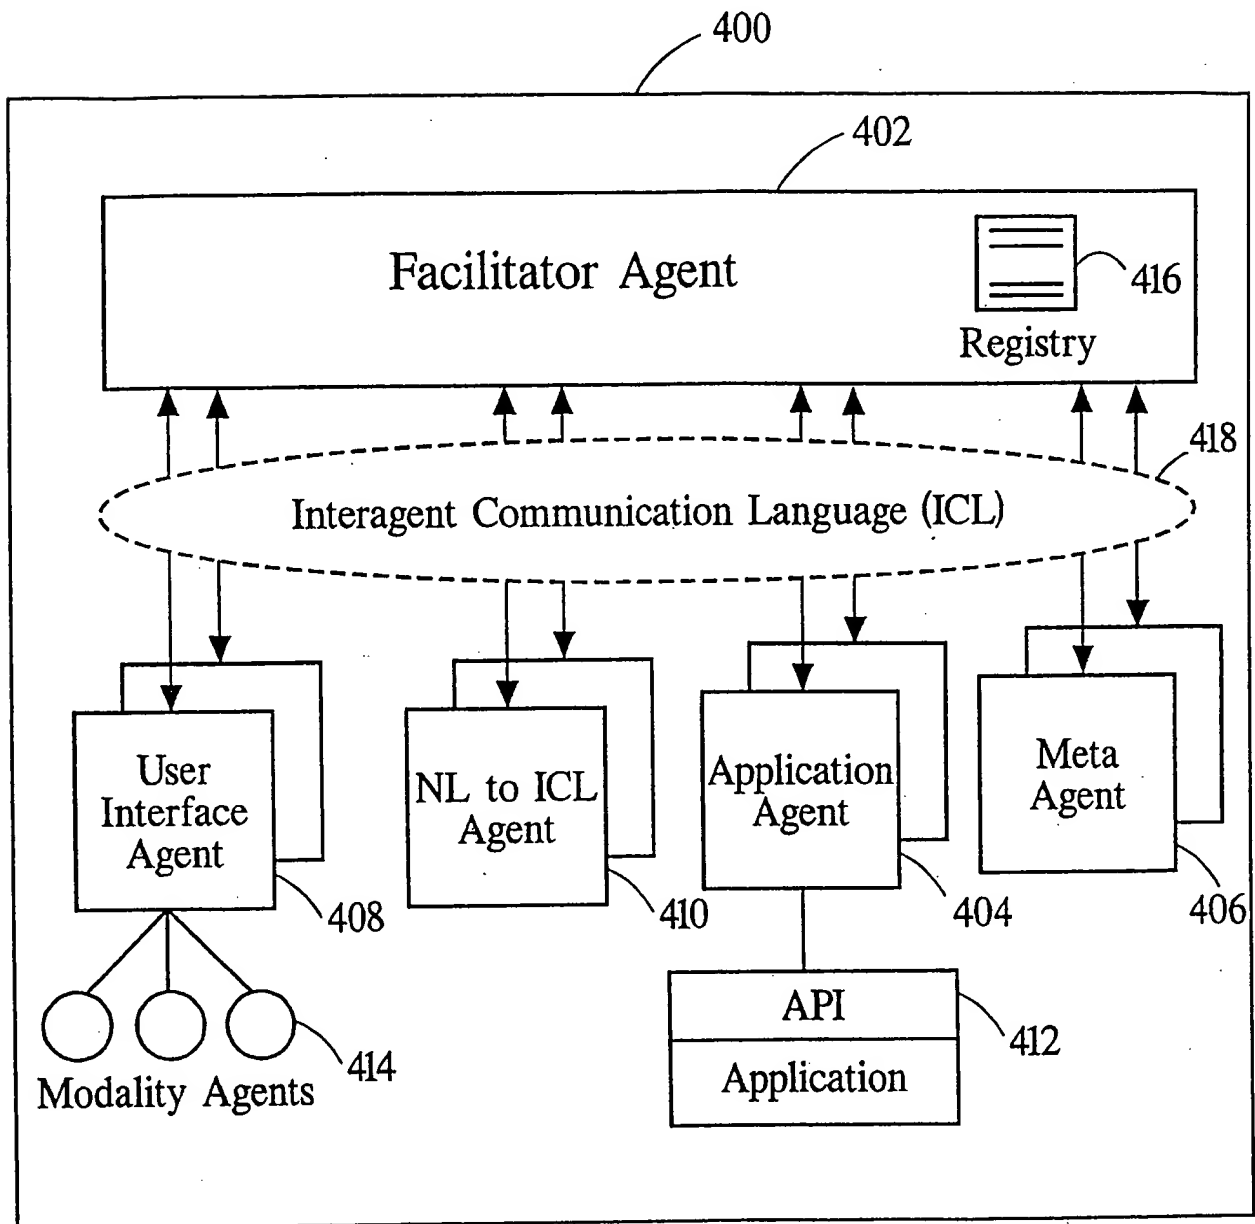 400
402
Facilitator Agent
416
Registry
418
Interagent Communication Language (ICL)
User
Interface
Agent
408
NL to ICL
Agent
410
Application
Agent
404
Meta
Agent
406
414
Modality Agents
API
412
Application